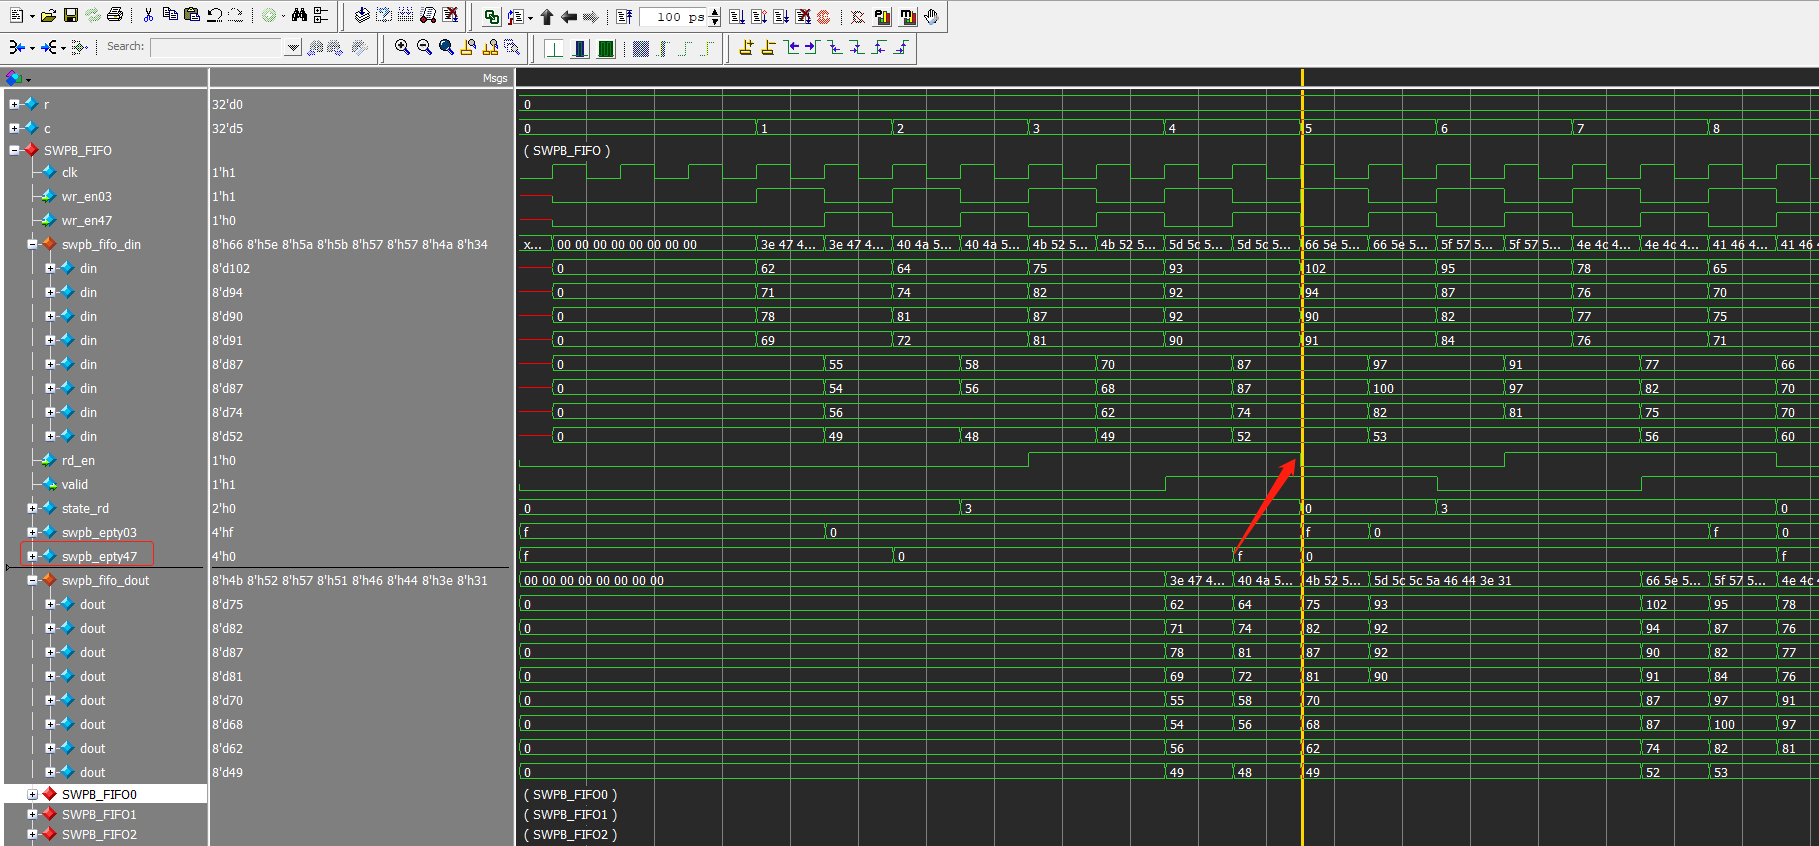 100 ps
Search:
Msgs
r 32'd0 0
c 32'd5 0 1 2 3 4 5 6 7 8
SWPB_FIFO ( SWPB_FIFO )
clk 1'h1
wr_en03 1'h1
wr_en47 1'h0
swpb_fifo_din 8'h66 8'h5e 8'h5a 8'h5b 8'h57 8'h57 8'h4a 8'h34 x... 00 00 00 00 00 00 00 00 3e 47 4... 3e 47 4... 40 4a 5... 40 4a 5... 4b 52 5... 4b 52 5... 5d 5c 5... 5d 5c 5... 66 5e 5... 66 5e 5... 5f 57 5... 5f 57 5... 4e 4c 4... 4e 4c 4... 41 46 4... 41 46
din 8'd102 0 62 64 75 93 102 95 78 65
din 8'd94 0 71 74 82 92 94 87 76 70
din 8'd90 0 78 81 87 92 90 82 77 75
din 8'd91 0 69 72 81 90 91 84 76 71
din 8'd87 0 55 58 70 87 97 91 77 66
din 8'd87 0 54 56 68 87 100 97 82 70
din 8'd74 0 56 62 74 82 81 75 70
din 8'd52 0 49 48 49 52 53 56 60
rd_en 1'h0
valid 1'h1
state_rd 2'h0 0 3 0 3 0
swpb_epty03 4'hf f 0 f 0 f 0
swpb_epty47 4'h0 f 0 f 0 f
swpb_fifo_dout 8'h4b 8'h52 8'h57 8'h51 8'h46 8'h44 8'h3e 8'h31 00 00 00 00 00 00 00 00 3e 47 4... 40 4a 5... 4b 52 5... 5d 5c 5c 5a 46 44 3e 31 66 5e 5... 5f 57 5... 4e 4c 4
dout 8'd75 0 62 64 75 93 102 95 78
dout 8'd82 0 71 74 82 92 94 87 76
dout 8'd87 0 78 81 87 92 90 82 77
dout 8'd81 0 69 72 81 90 91 84 76
dout 8'd70 0 55 58 70 87 97 91
dout 8'd68 0 54 56 68 87 100 97
dout 8'd62 0 56 62 74 82 81
dout 8'd49 0 49 48 49 52 53
SWPB_FIFO0 ( SWPB_FIFO0 )
SWPB_FIFO1 ( SWPB_FIFO1 )
SWPB_FIFO2 ( SWPB_FIFO2 )